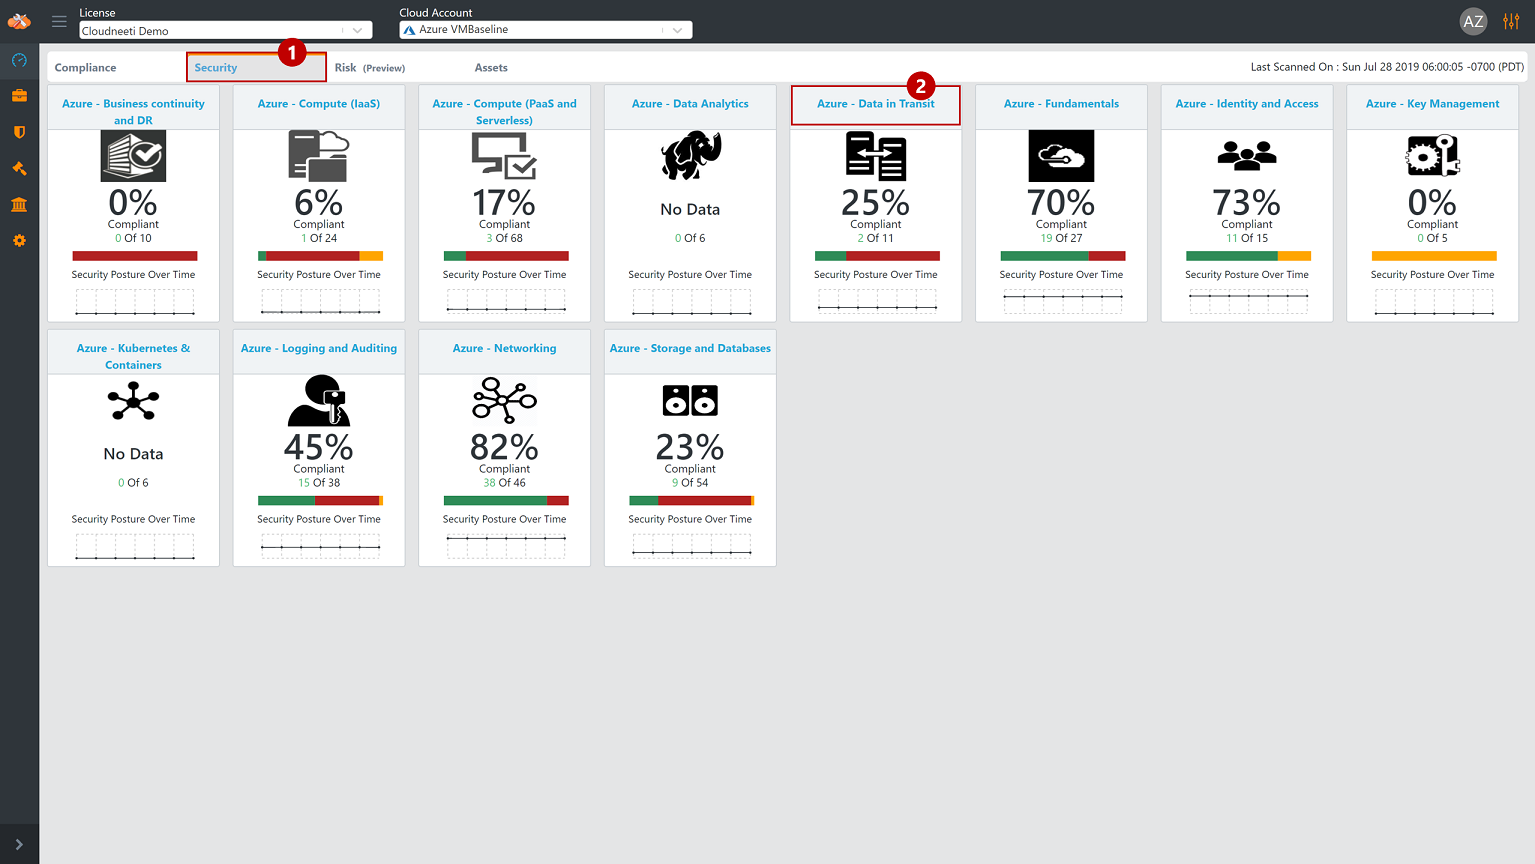 License
Cloud Account
Cloudneeti Demo
Azure VMBaseline
AZ
1
Compliance
Security
Risk (Preview)
Assets
Last Scanned On : Sun Jul 28 2019 06:00:05 -0700 (PDT)
2
Azure - Business continuity
and DR
0%
Compliant
0 Of 10
Security Posture Over Time
Azure - Compute (IaaS)
6%
Compliant
1 Of 24
Security Posture Over Time
Azure - Compute (PaaS and
Serverless)
17%
Compliant
3 Of 68
Security Posture Over Time
Azure - Data Analytics
No Data
0 Of 6
Security Posture Over Time
Azure - Data in Transit
25%
Compliant
2 Of 11
Security Posture Over Time
Azure - Fundamentals
70%
Compliant
19 Of 27
Security Posture Over Time
Azure - Identity and Access
73%
Compliant
11 Of 15
Security Posture Over Time
Azure - Key Management
0%
Compliant
0 Of 5
Security Posture Over Time
Azure - Kubernetes &
Containers
No Data
0 Of 6
Security Posture Over Time
Azure - Logging and Auditing
45%
Compliant
15 Of 38
Security Posture Over Time
Azure - Networking
82%
Compliant
38 Of 46
Security Posture Over Time
Azure - Storage and Databases
23%
Compliant
9 Of 54
Security Posture Over Time